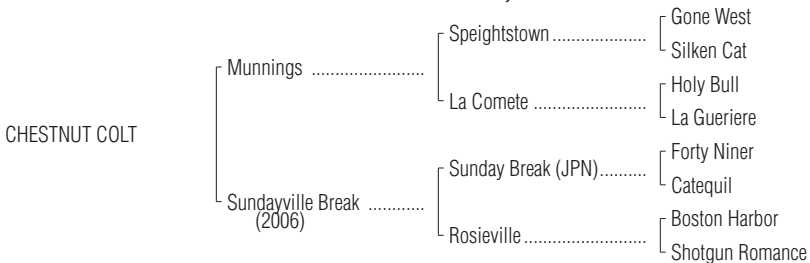 Gone West
Speightstown ....................
Silken Cat
Munnings ........................
Holy Bull
La Comete ........................
La Gueriere
CHESTNUT COLT
Forty Niner
Sunday Break (JPN)..........
Catequil
Sundayville Break ............
(2006)
Boston Harbor
Rosieville..........................
Shotgun Romance